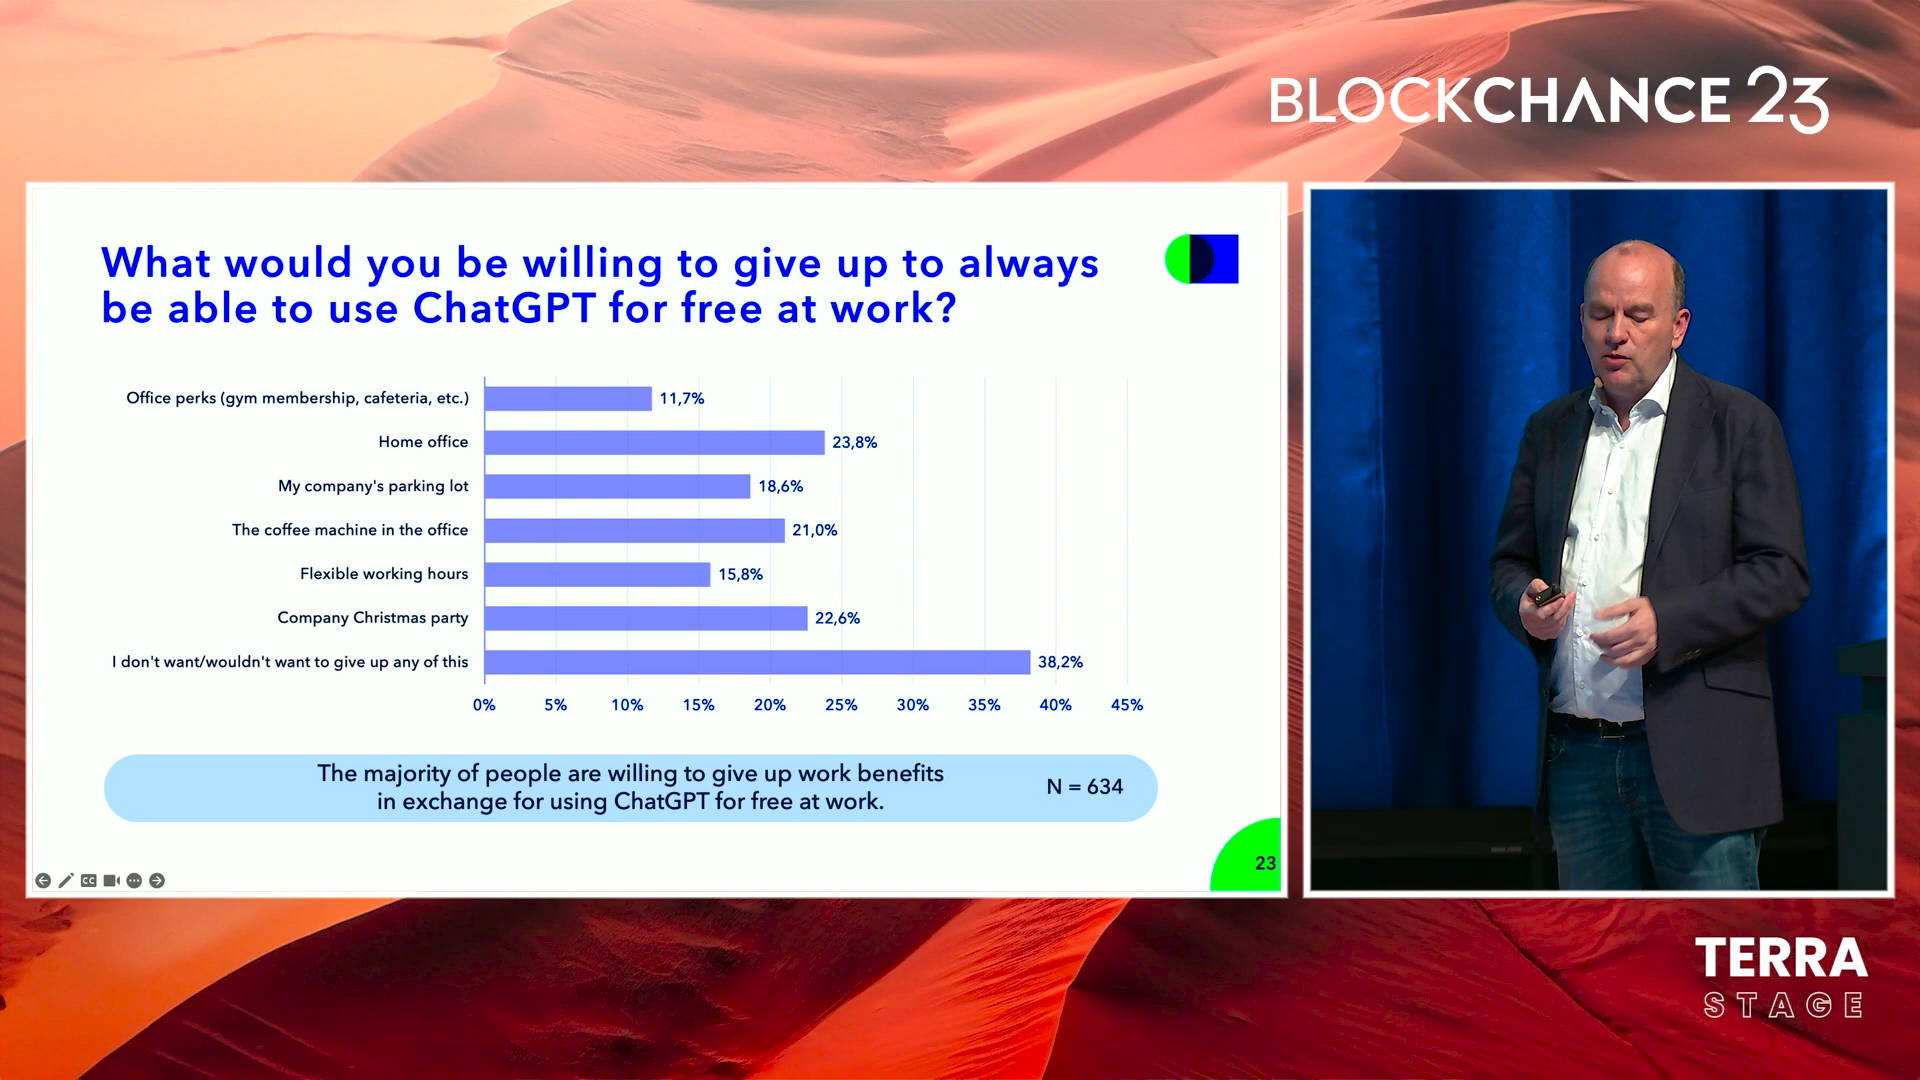 BLOCKCHANCE 23
What would you be willing to give up to always
be able to use ChatGPT for free at work?
Office perks (gym membership, cafeteria, etc.) 11,7%
Home office 23,8%
My company's parking lot 18,6%
The coffee machine in the office 21,0%
Flexible working hours 15,8%
Company Christmas party 22,6%
I don't want/wouldn't want to give up any of this 38,2%
0% 5% 10% 15% 20% 25% 30% 35% 40% 45%
The majority of people are willing to give up work benefits
in exchange for using ChatGPT for free at work.
N = 634
23
CC
TERRA
STAGE